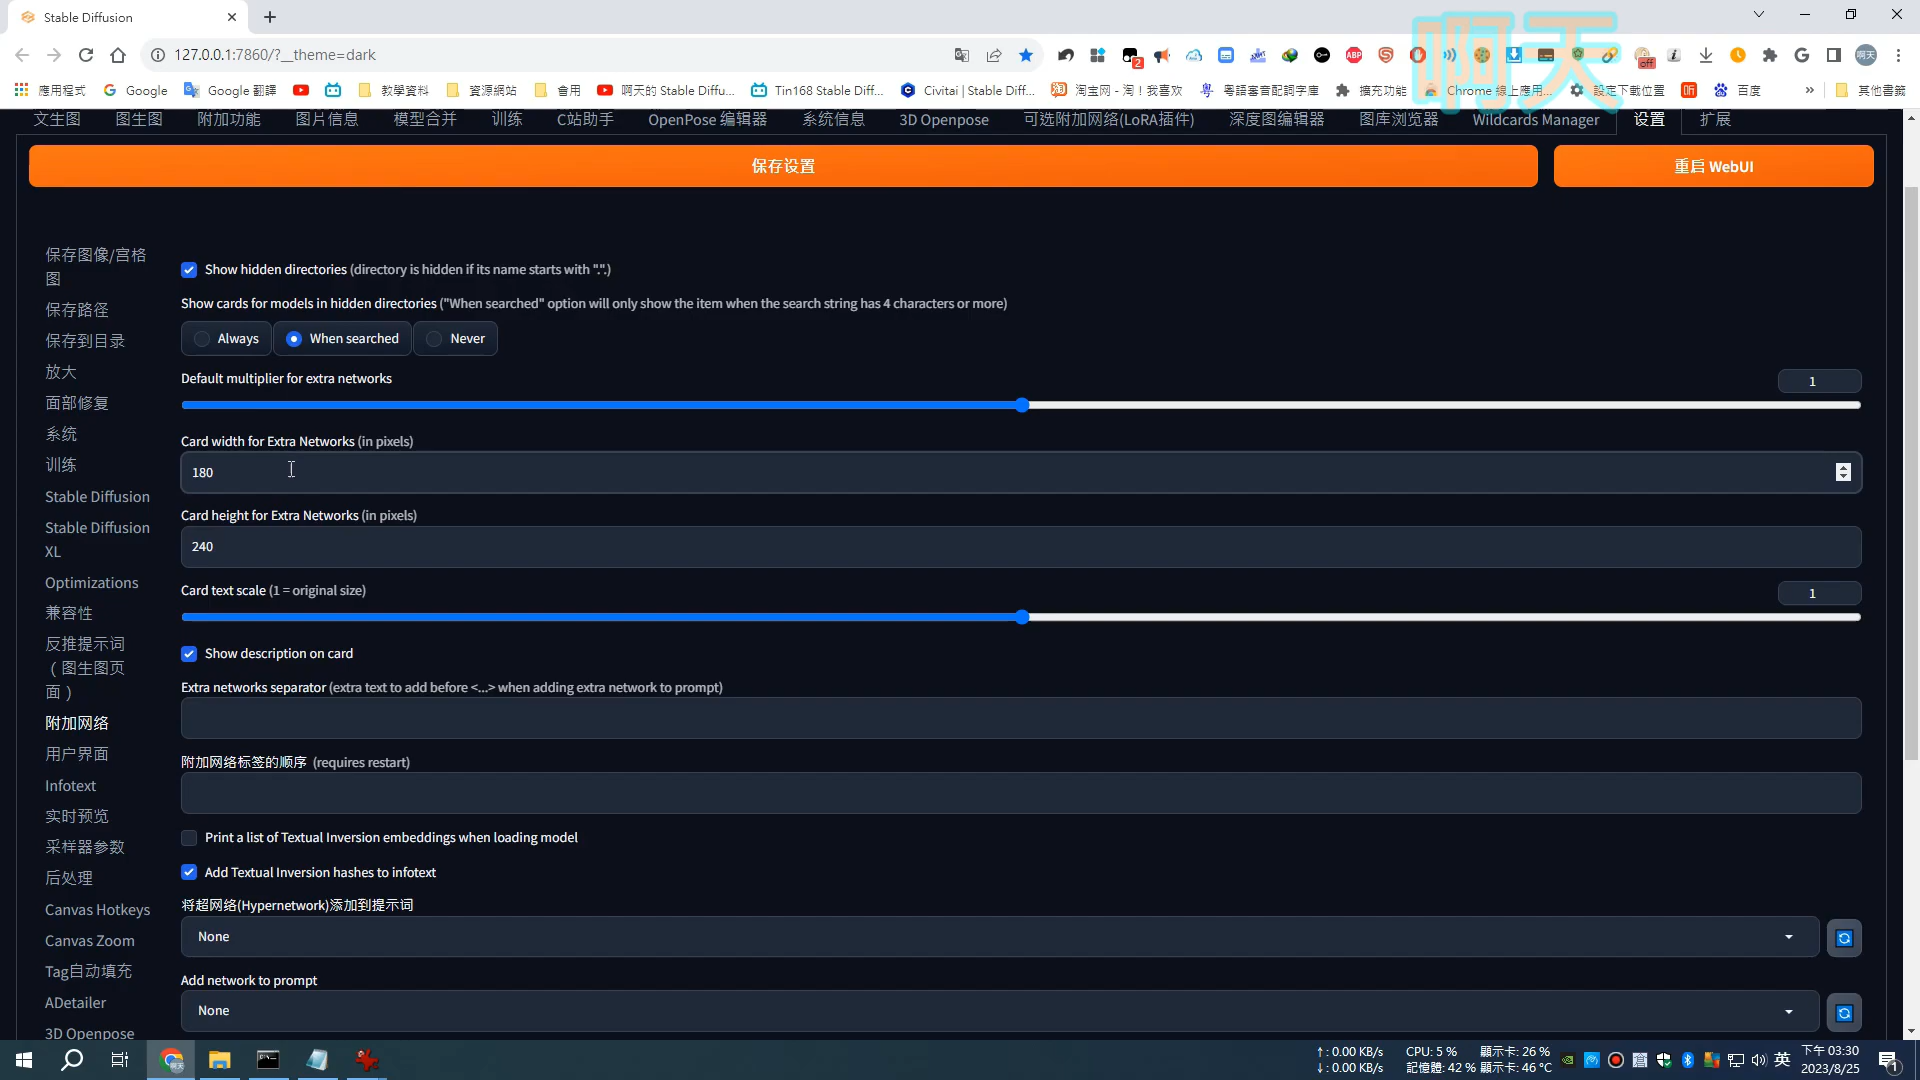 Stable Diffusion
127.0.0.1:7860/?__theme=dark
2
off
啊天
啊天
應用程式
Google
Google 翻譯
教學資料
資源網站
會用
啊天的 Stable Diffu...
Tin168 Stable Diff...
Civitai | Stable Diff...
淘宝网 - 淘！我喜欢
粵語審音配詞字庫
擴充功能
Chrome 線上應用...
設定下載位置
百度
»
其他書籤
文生图
图生图
附加功能
图片信息
模型合并
训练
C站助手
OpenPose 编辑器
系统信息
3D Openpose
可选附加网络(LoRA插件)
深度图编辑器
图库浏览器
Wildcards Manager
设置
扩展
保存设置
重启 WebUI
保存图像/宫格
图
保存路径
保存到目录
放大
面部修复
系统
训练
Stable Diffusion
Stable Diffusion
XL
Optimizations
兼容性
反推提示词
（图生图页
面）
附加网络
用户界面
Infotext
实时预览
采样器参数
后处理
Canvas Hotkeys
Canvas Zoom
Tag自动填充
ADetailer
3D Openpose
Show hidden directories (directory is hidden if its name starts with ".".)
Show cards for models in hidden directories ("When searched" option will only show the item when the search string has 4 characters or more)
Always
When searched
Never
Default multiplier for extra networks
1
Card width for Extra Networks (in pixels)
180
Card height for Extra Networks (in pixels)
240
Card text scale (1 = original size)
1
Show description on card
Extra networks separator (extra text to add before <...> when adding extra network to prompt)
附加网络标签的顺序 (requires restart)
Print a list of Textual Inversion embeddings when loading model
Add Textual Inversion hashes to infotext
将超网络(Hypernetwork)添加到提示词
None
Add network to prompt
None
↑: 0.00 KB/s
↓: 0.00 KB/s
CPU: 5 %
記憶體: 42 %
顯示卡: 26 %
顯示卡: 46 °C
英
下午 03:30
2023/8/25
1